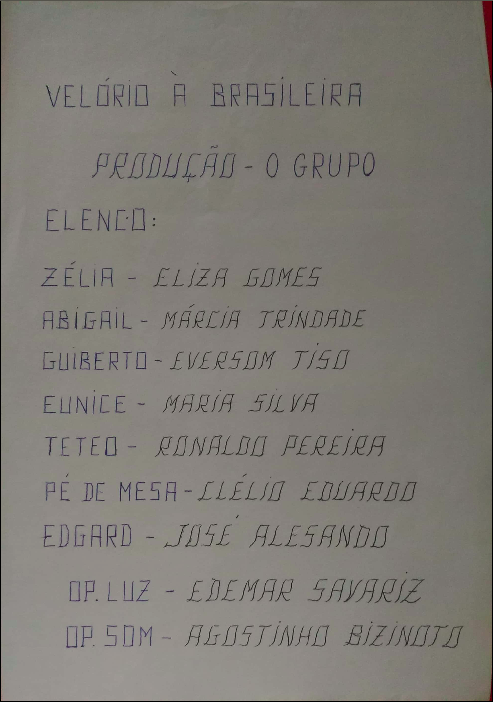 VELÓRIO À BRASILEIRA
PRODUÇÃO - O GRUPO
ELENCO:
ZÉLIA - ELIZA GOMES
ABIGAIL - MÁRCIA TRINDADE
GUIBERTO - EVERSOM TISO
EUNICE - MARIA SILVA
TETEO - RONALDO PEREIRA
PÉ DE MESA - CLÉLIO EDUARDO
EDGARD - JOSÉ ALESANDO
OP. LUZ - EDEMAR SAVARIZ
OP. SOM - AGOSTINHO BIZINOTO